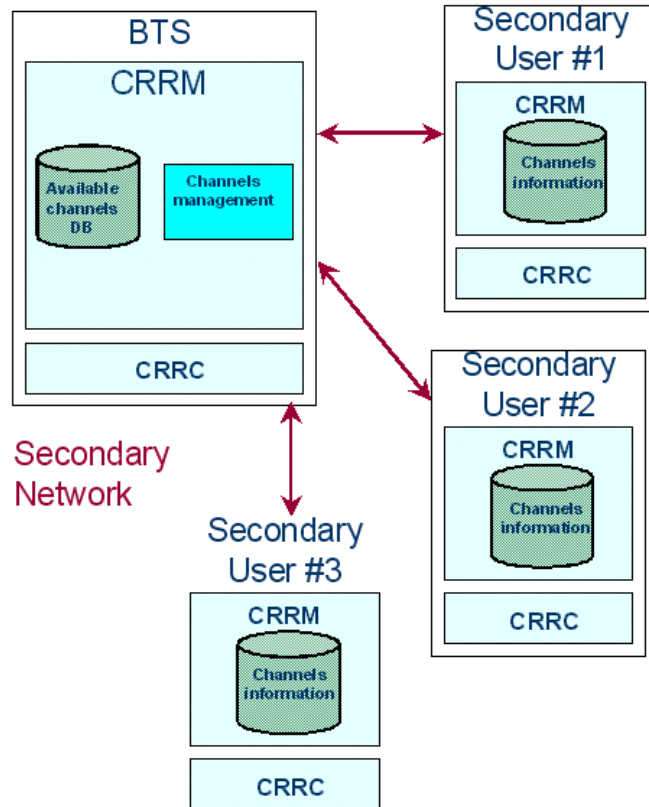 BTS
CRRM
Available
channels
DB
Channels
management
CRRC
Secondary
User #1
CRRM
Channels
information
CRRC
Secondary
User #2
CRRM
Channels
information
CRRC
Secondary
Network
Secondary
User #3
CRRM
Channels
information
CRRC